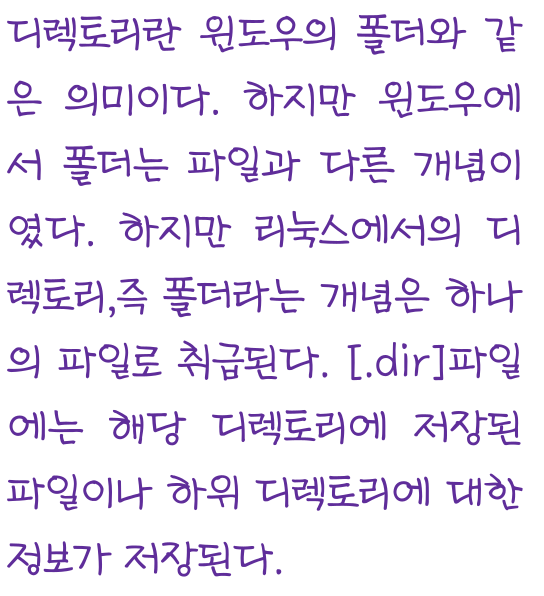 디렉토리란 윈도우의 폴더와 같
은 의미이다. 하지만 윈도우에
서 폴더는 파일과 다른 개념이
였다. 하지만 리눅스에서의 디
렉토리,즉 폴더라는 개념은 하나
의 파일로 취급된다. [.dir]파일
에는 해당 디렉토리에 저장된
파일이나 하위 디렉토리에 대한
정보가 저장된다.